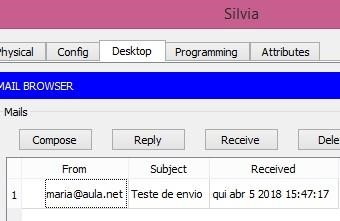 Silvia
Physical Config Desktop Programming Attributes
MAIL BROWSER
Mails
Compose Reply Receive Dele
From Subject Received
1 maria@aula.net Teste de envio qui abr 5 2018 15:47:17